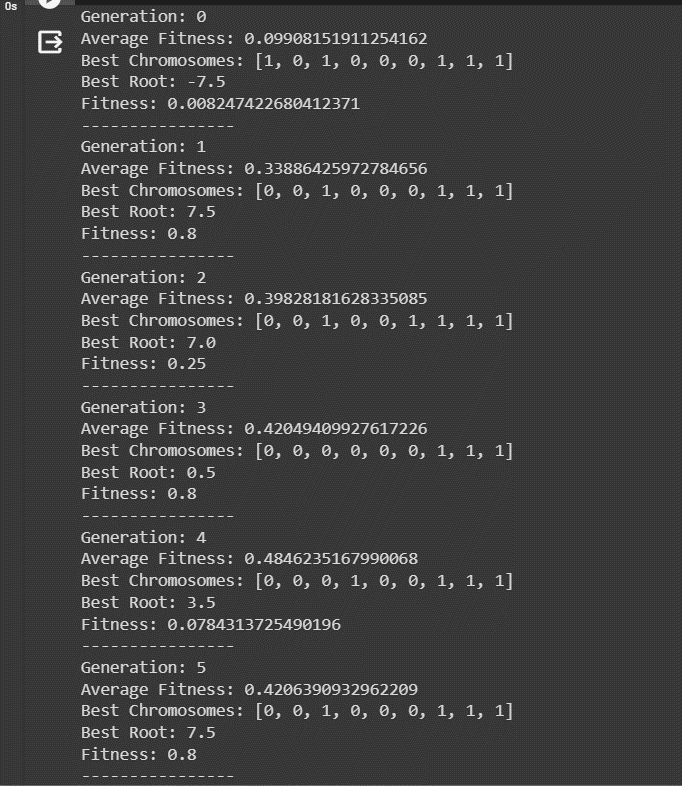 0s
Generation: 0
Average Fitness: 0.09908151911254162
Best Chromosomes: [1, 0, 1, 0, 0, 0, 1, 1, 1]
Best Root: -7.5
Fitness: 0.008247422680412371
----------------
Generation: 1
Average Fitness: 0.33886425972784656
Best Chromosomes: [0, 0, 1, 0, 0, 0, 1, 1, 1]
Best Root: 7.5
Fitness: 0.8
----------------
Generation: 2
Average Fitness: 0.39828181628335085
Best Chromosomes: [0, 0, 1, 0, 0, 1, 1, 1, 1]
Best Root: 7.0
Fitness: 0.25
----------------
Generation: 3
Average Fitness: 0.42049409927617226
Best Chromosomes: [0, 0, 0, 0, 0, 0, 1, 1, 1]
Best Root: 0.5
Fitness: 0.8
----------------
Generation: 4
Average Fitness: 0.4846235167990068
Best Chromosomes: [0, 0, 0, 1, 0, 0, 1, 1, 1]
Best Root: 3.5
Fitness: 0.0784313725490196
----------------
Generation: 5
Average Fitness: 0.4206390932962209
Best Chromosomes: [0, 0, 1, 0, 0, 0, 1, 1, 1]
Best Root: 7.5
Fitness: 0.8
----------------